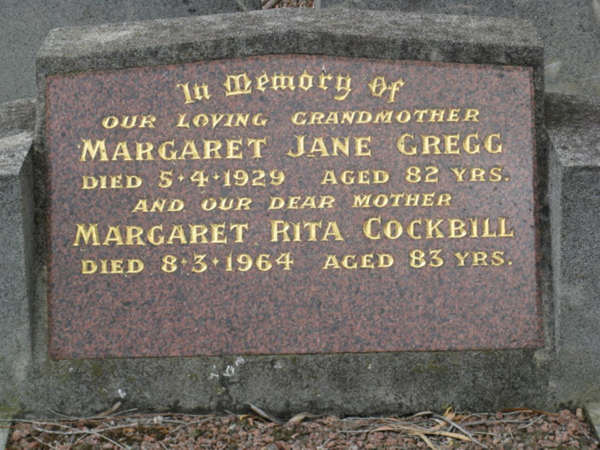 In Memory Of
OUR LOVING GRANDMOTHER
MARGARET JANE GREGG
DIED 5·4·1929 AGED 82 YRS.
AND OUR DEAR MOTHER
MARGARET RITA COCKBILL
DIED 8·3·1964 AGED 83 YRS.